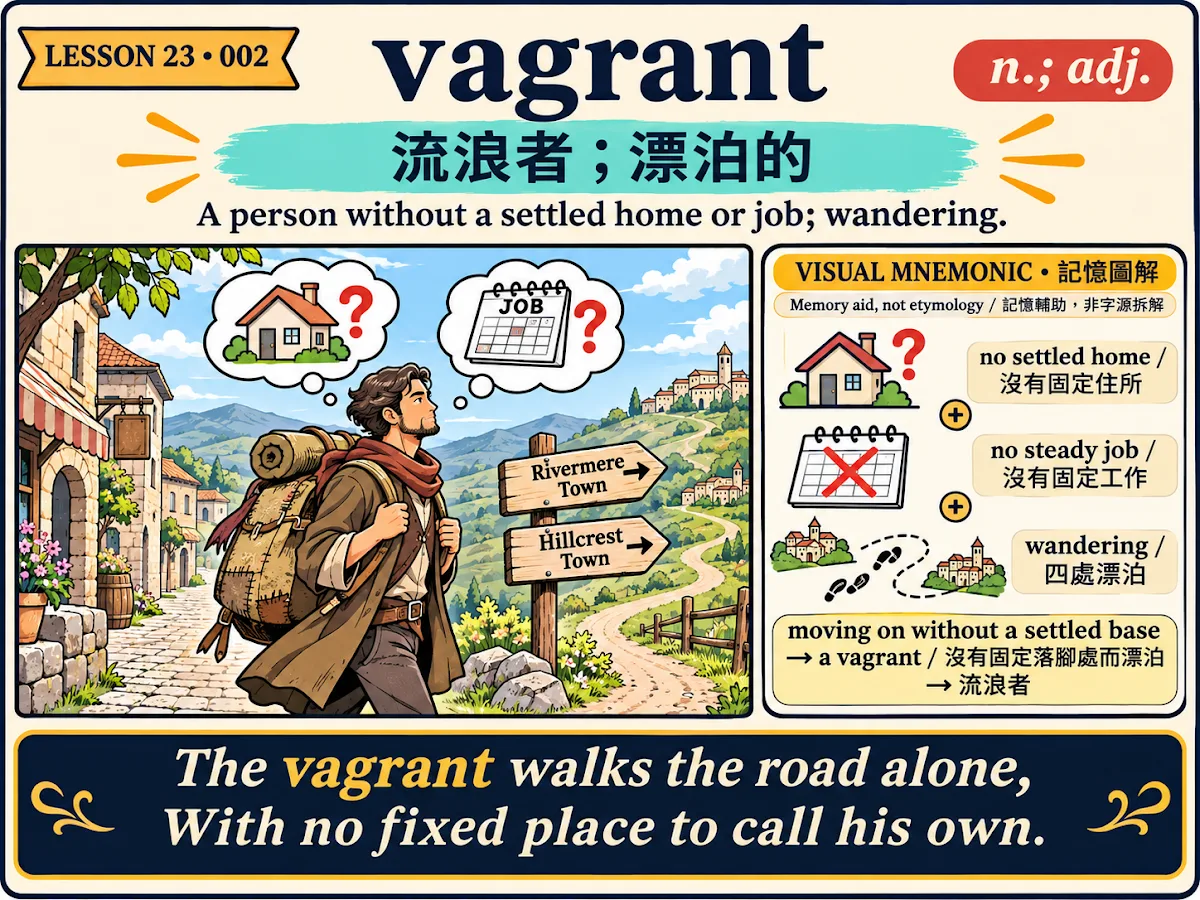 LESSON 23 • 002
vagrant
n.; adj.
流浪者；漂泊的
A person without a settled home or job; wandering.
?
JOB
?
Rivermere
Town
Hillcrest
Town
VISUAL MNEMONIC • 記憶圖解
Memory aid, not etymology / 記憶輔助，非字源拆解
?
no settled home /
沒有固定住所
+
no steady job /
沒有固定工作
+
wandering /
四處漂泊
moving on without a settled base
→ a vagrant / 沒有固定落腳處而漂泊
→ 流浪者
The vagrant walks the road alone,
With no fixed place to call his own.